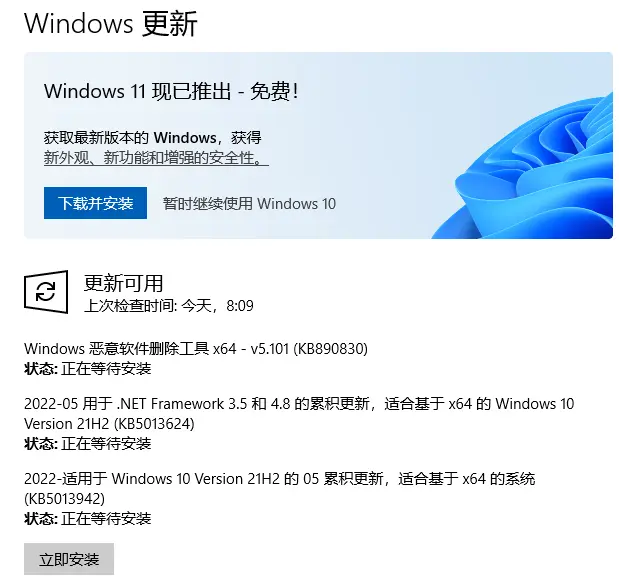 Windows 更新
Windows 11 现已推出 - 免费！
获取最新版本的 Windows，获得
新外观、新功能和增强的安全性。
下载并安装 暂时继续使用 Windows 10
更新可用
上次检查时间: 今天，8:09
Windows 恶意软件删除工具 x64 - v5.101 (KB890830)
状态: 正在等待安装
2022-05 用于 .NET Framework 3.5 和 4.8 的累积更新，适合基于 x64 的 Windows 10
Version 21H2 (KB5013624)
状态: 正在等待安装
2022-适用于 Windows 10 Version 21H2 的 05 累积更新，适合基于 x64 的系统
(KB5013942)
状态: 正在等待安装
立即安装